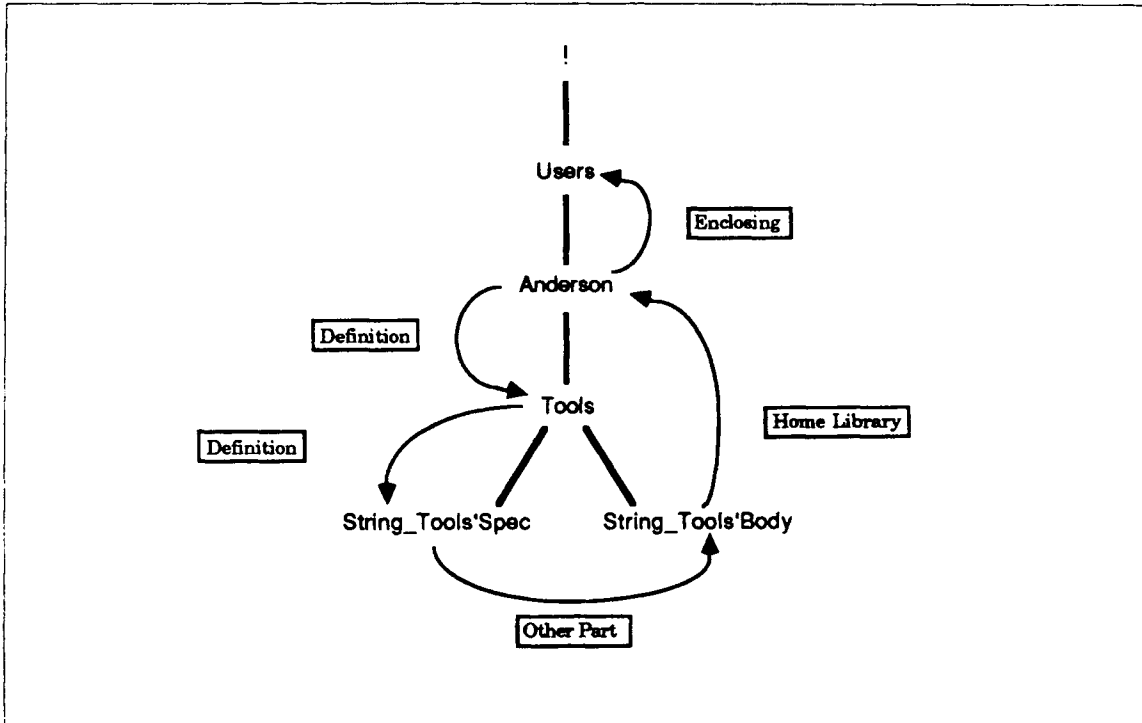 !
Users
Enclosing
Anderson
Definition
Tools
Home Library
Definition
String_Tools'Spec
String_Tools'Body
Other Part